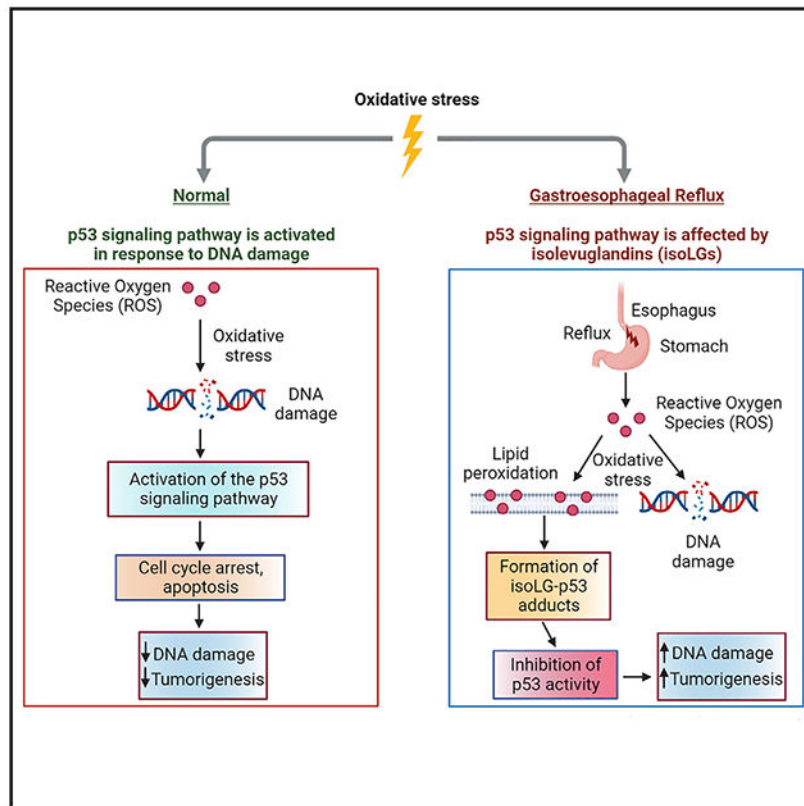 Oxidative stress
Normal
p53 signaling pathway is activated
in response to DNA damage
Reactive Oxygen
Species (ROS)
Oxidative
stress
DNA
damage
Activation of the p53
signaling pathway
Cell cycle arrest,
apoptosis
↓DNA damage
↓Tumorigenesis
Gastroesophageal Reflux
p53 signaling pathway is affected by
isolevuglandins (isoLGs)
Esophagus
Reflux
Stomach
Reactive Oxygen
Species (ROS)
Lipid
peroxidation
Oxidative
stress
DNA
damage
Formation of
isoLG-p53
adducts
Inhibition of
p53 activity
↑DNA damage
↑Tumorigenesis